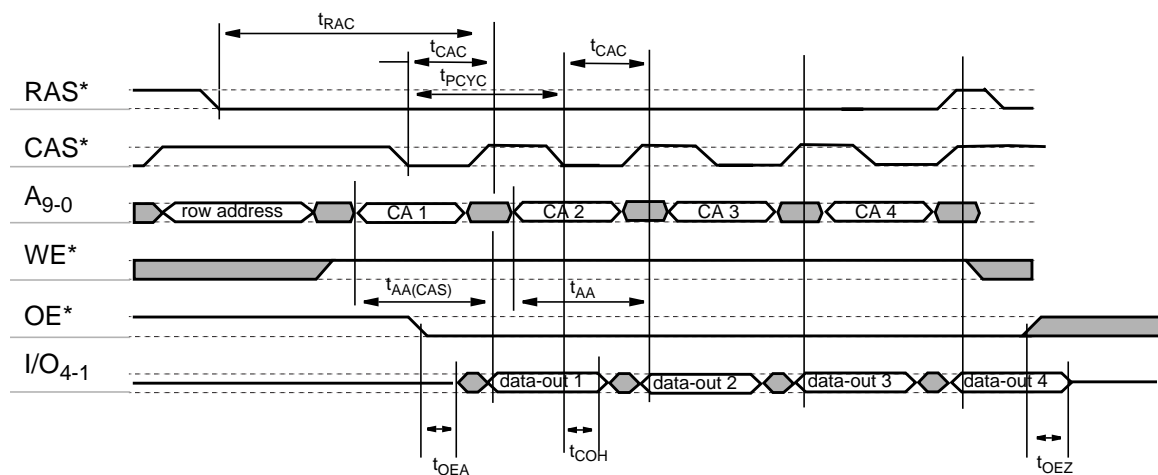 tRAC
tCAC tCAC
tPCYC
RAS*
CAS*
A9-0 row address CA 1 CA 2 CA 3 CA 4
WE*
tAA(CAS) tAA
OE*
I/O4-1 data-out 1 data-out 2 data-out 3 data-out 4
tOEA tCOH tOEZ